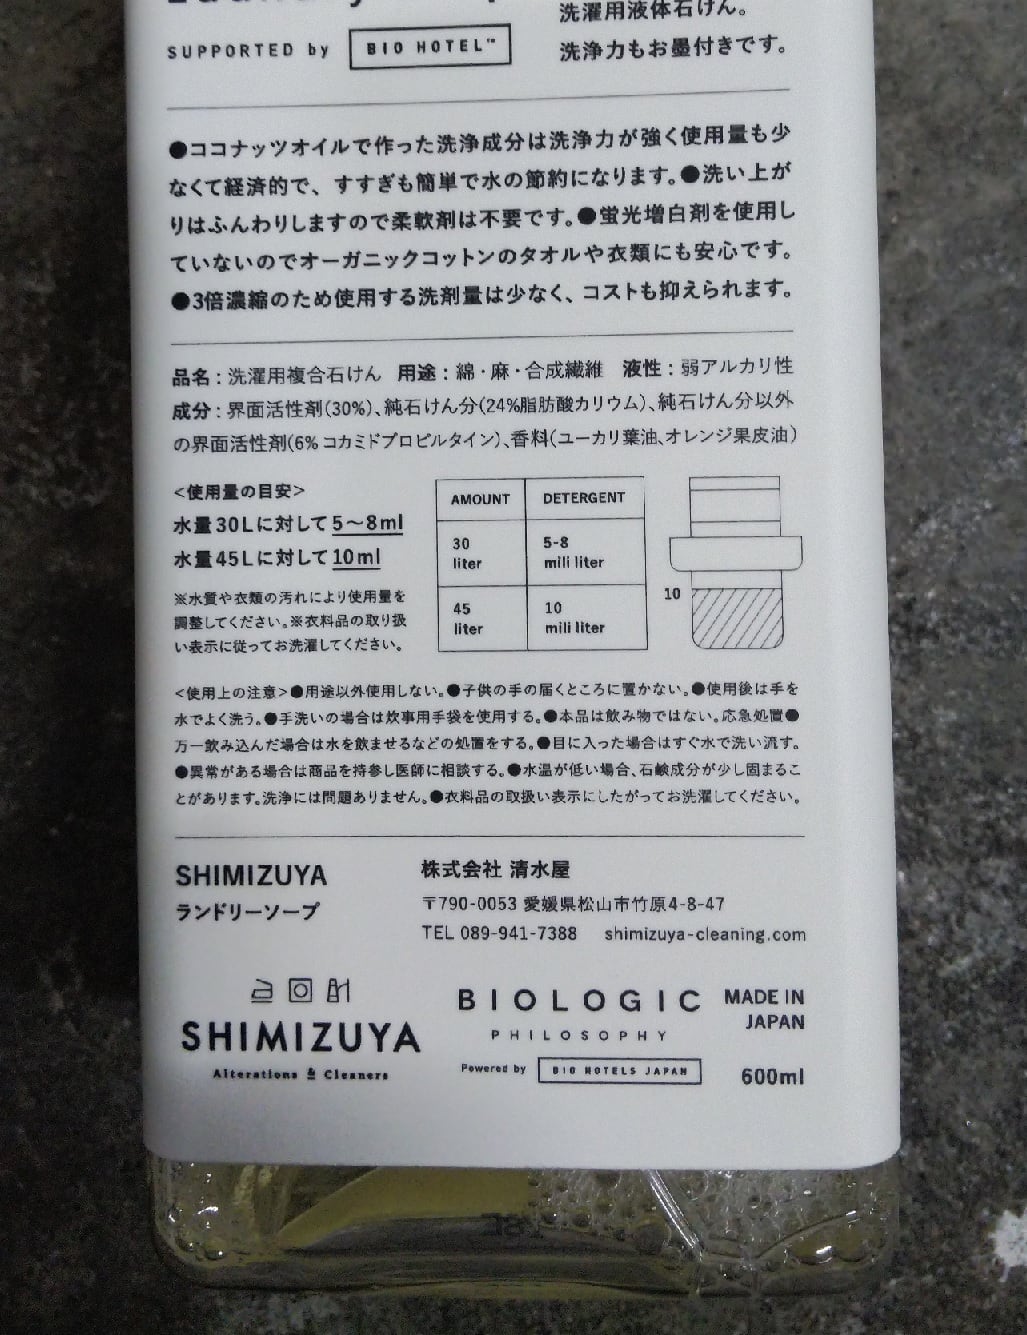 SUPPORTED by BIO HOTEL™
洗濯用液体石けん。
洗浄力もお墨付きです。
●ココナッツオイルで作った洗浄成分は洗浄力が強く使用量も少
なくて経済的で、すすぎも簡単で水の節約になります。●洗い上が
りはふんわりしますので柔軟剤は不要です。●蛍光増白剤を使用し
ていないのでオーガニックコットンのタオルや衣類にも安心です。
●3倍濃縮のため使用する洗剤量は少なく、コストも抑えられます。
品名：洗濯用複合石けん 用途：綿・麻・合成繊維 液性：弱アルカリ性
成分：界面活性剤(30%)、純石けん分(24%脂肪酸カリウム)、純石けん分以外
の界面活性剤(6% コカミドプロピルタイン)、香料(ユーカリ葉油、オレンジ果皮油)
<使用量の目安>
水量30Lに対して5～8ml
水量45Lに対して10ml
※水質や衣類の汚れにより使用量を
調整してください。※衣料品の取り扱
い表示に従ってお洗濯してください。
AMOUNT DETERGENT
30 5-8
liter mili liter
45 10
liter mili liter
10
<使用上の注意>●用途以外使用しない。●子供の手の届くところに置かない。●使用後は手を
水でよく洗う。●手洗いの場合は炊事用手袋を使用する。●本品は飲み物ではない。応急処置●
万一飲み込んだ場合は水を飲ませるなどの処置をする。●目に入った場合はすぐ水で洗い流す。
●異常がある場合は商品を持参し医師に相談する。●水温が低い場合、石鹸成分が少し固まるこ
とがあります。洗浄には問題ありません。●衣料品の取扱い表示にしたがってお洗濯してください。
SHIMIZUYA
ランドリーソープ
株式会社 清水屋
〒790-0053 愛媛県松山市竹原4-8-47
TEL 089-941-7388 shimizuya-cleaning.com
SHIMIZUYA
Alterations & Cleaners
BIOLOGIC
PHILOSOPHY
Powered by BIO HOTELS JAPAN
MADE IN
JAPAN
600ml